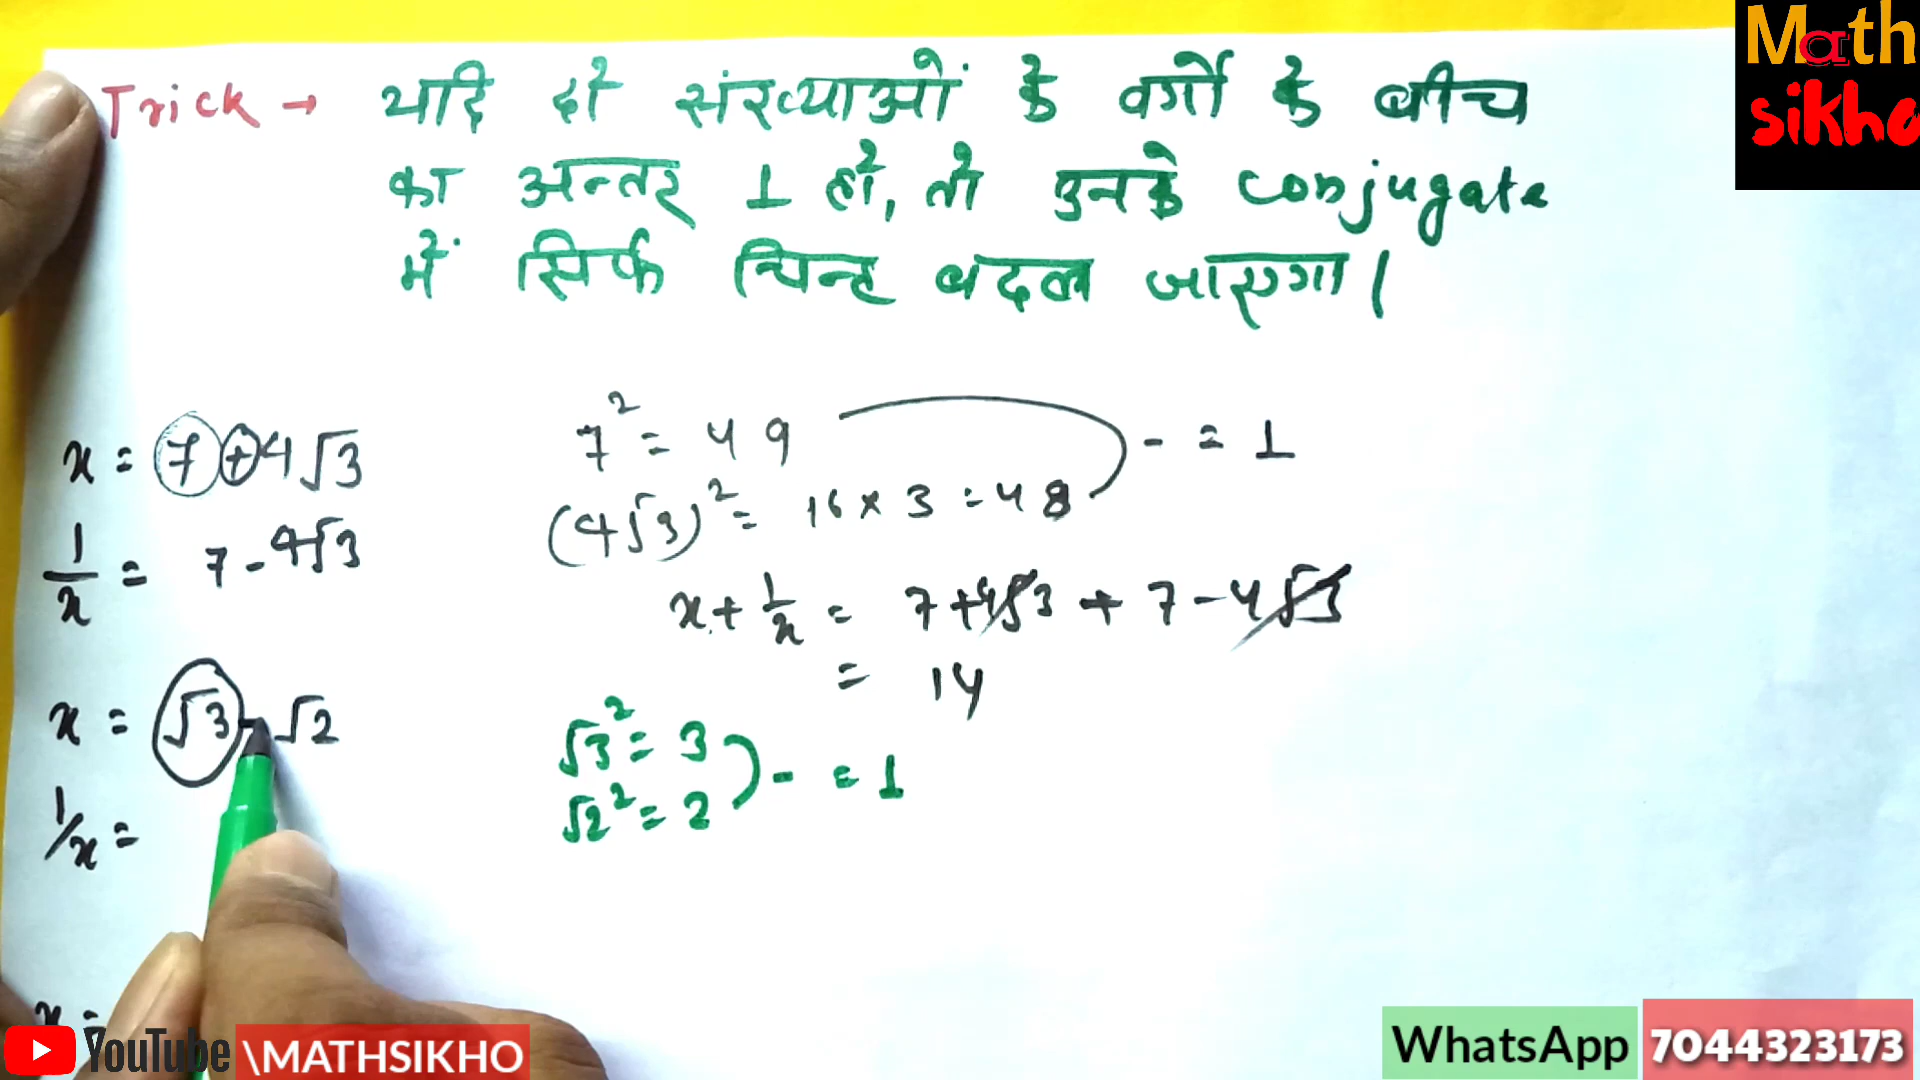 Math
sikho
Trick → यदि दो संख्याओं के वर्गों के बीच
का अन्तर 1 हो, तो उनके conjugate
में सिर्फ चिन्ह बदल जाएगा।
x = 7 + 4√3
1/x = 7 - 4√3
7² = 49
(4√3)² = 16 × 3 = 48
- = 1
x + 1/x = 7 + 4√3 + 7 - 4√3
= 14
x = √3 - √2
1/x =
√3² = 3
√2² = 2
- = 1
x =
YouTube \MATHSIKHO
WhatsApp 7044323173